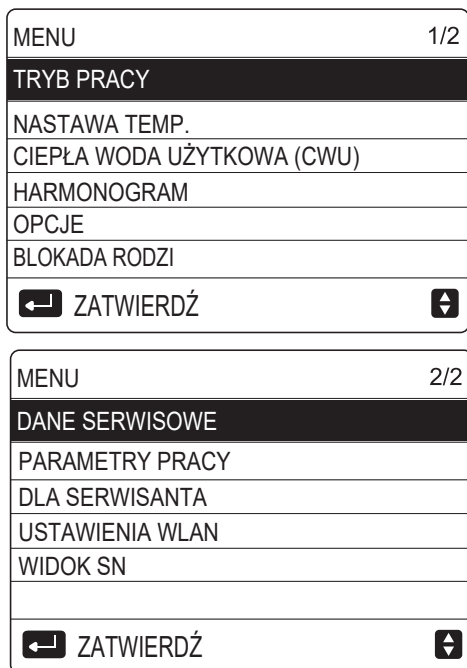 MENU 1/2
TRYB PRACY
NASTAWA TEMP.
CIEPŁA WODA UŻYTKOWA (CWU)
HARMONOGRAM
OPCJE
BLOKADA RODZI
ZATWIERDŹ
MENU 2/2
DANE SERWISOWE
PARAMETRY PRACY
DLA SERWISANTA
USTAWIENIA WLAN
WIDOK SN
ZATWIERDŹ